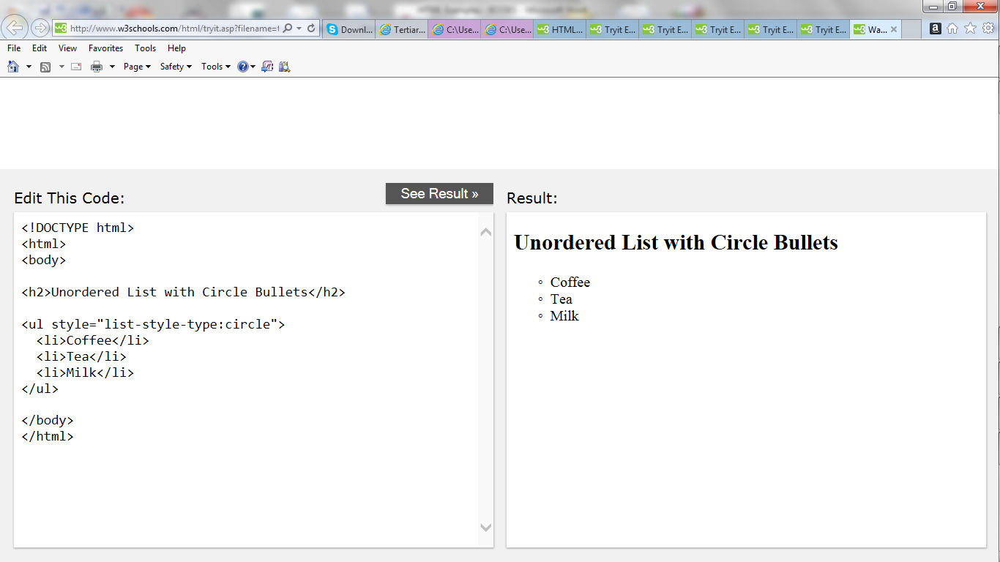 http://www.w3schools.com/html/tryit.asp?filename=t
Downl...
Tertiar...
C:\Use...
C:\Use...
HTML...
Tryit E...
Tryit E...
Tryit E...
Tryit E...
Tryit E...
Wa...
File Edit View Favorites Tools Help
Page Safety Tools
Edit This Code:
See Result »
Result:
<!DOCTYPE html>
<html>
<body>
<h2>Unordered List with Circle Bullets</h2>
<ul style="list-style-type:circle">
<li>Coffee</li>
<li>Tea</li>
<li>Milk</li>
</ul>
</body>
</html>
Unordered List with Circle Bullets
Coffee
Tea
Milk